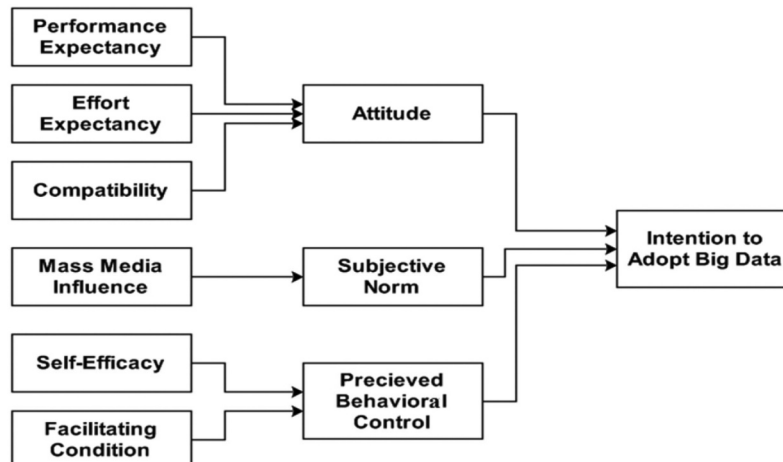 Performance
Expectancy
Effort
Expectancy
Compatibility
Attitude
Mass Media
Influence
Subjective
Norm
Self-Efficacy
Facilitating
Condition
Precieved
Behavioral
Control
Intention to
Adopt Big Data